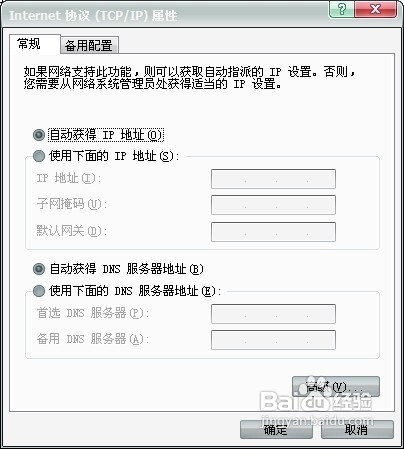 Internet 协议 (TCP/IP) 属性
常规 备用配置
如果网络支持此功能，则可以获取自动指派的 IP 设置。否则，
您需要从网络系统管理员处获得适当的 IP 设置。
自动获得 IP 地址(O)
使用下面的 IP 地址(S):
IP 地址(I):
子网掩码(U):
默认网关(D):
自动获得 DNS 服务器地址(B)
使用下面的 DNS 服务器地址(E):
首选 DNS 服务器(P):
备用 DNS 服务器(A):
高级(V)...
Baidu经验
jingyan.baidu.com
确定 取消